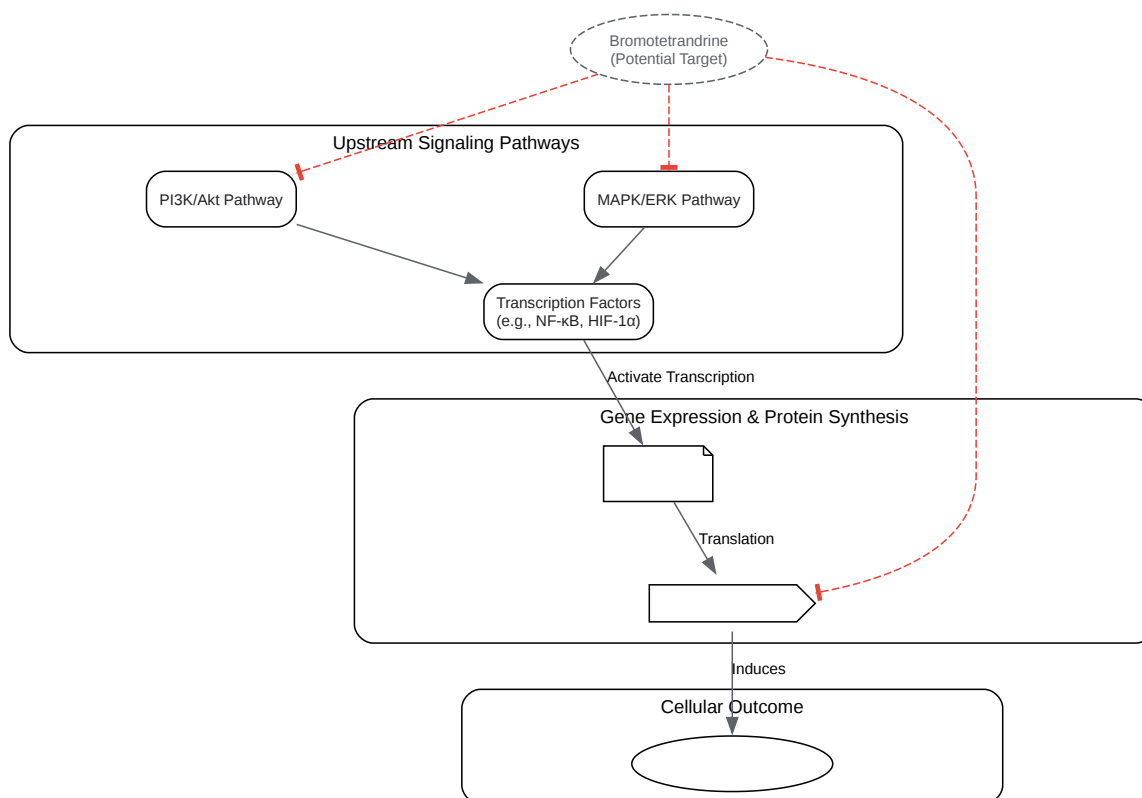 Bromotetrandrine
(Potential Target)
Upstream Signaling Pathways
PI3K/Akt Pathway
MAPK/ERK Pathway
Transcription Factors
(e.g., NF-κB, HIF-1α)
Activate Transcription
Gene Expression & Protein Synthesis
Translation
Induces
Cellular Outcome